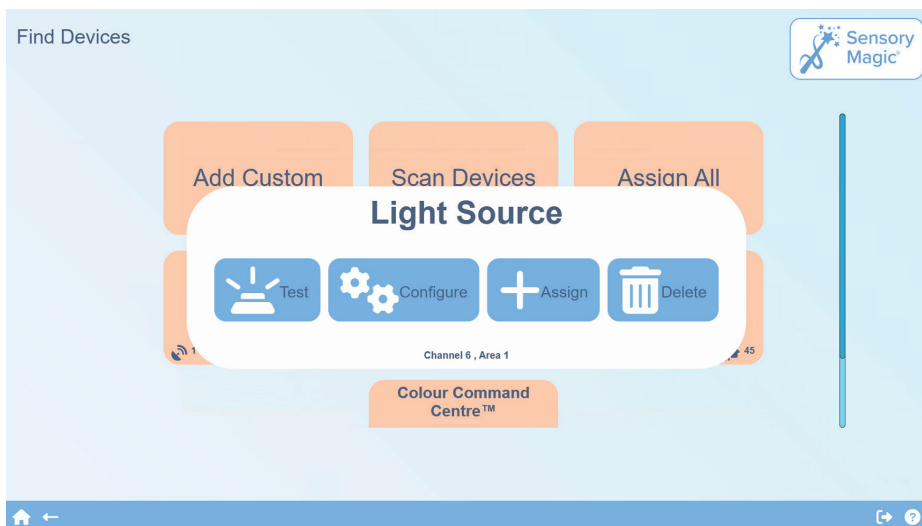 Find Devices
Sensory
Magic®
Add Custom
Scan Devices
Assign All
Light Source
Test
Configure
Assign
Delete
1
Channel 6 , Area 1
45
Colour Command
Centre™
?